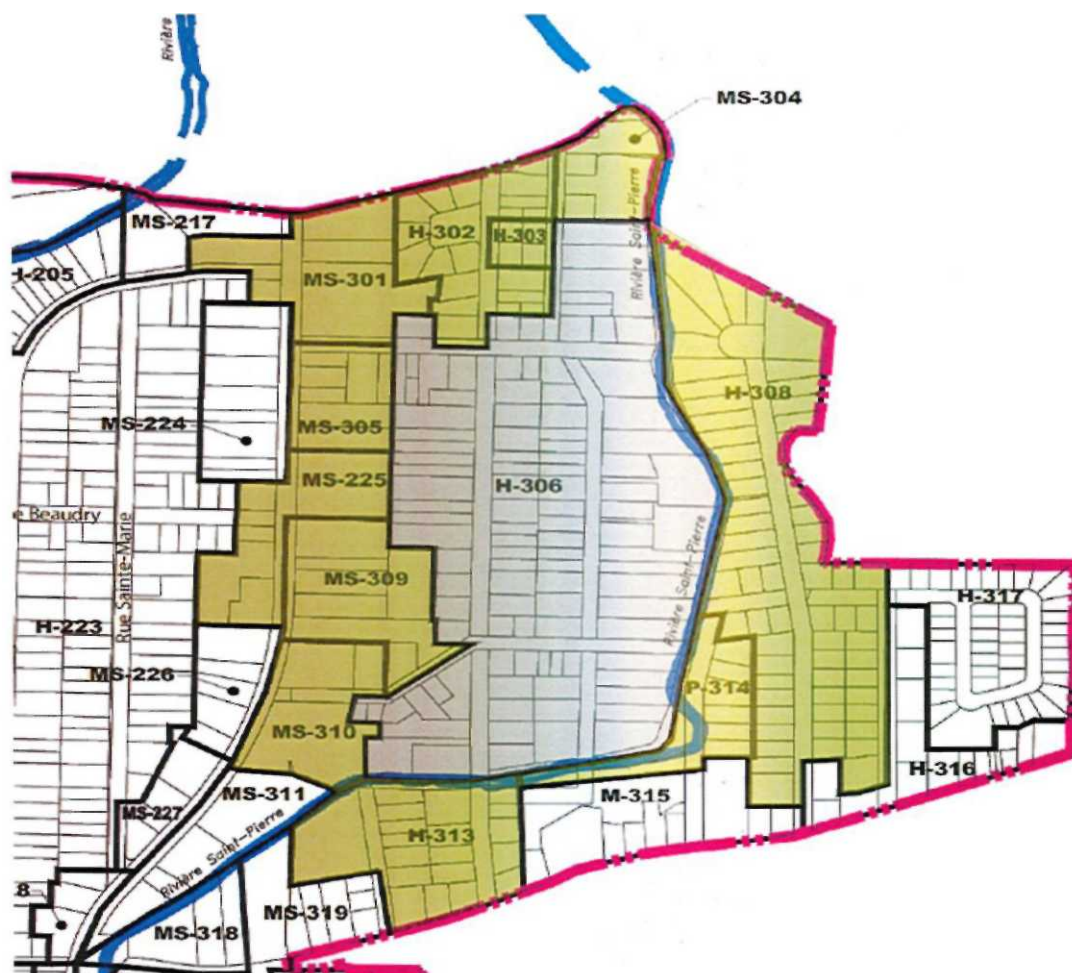 Rivière
MS-304
MS-217
H-302
H-303
Rivière Saint-Pierre
H-205
MS-301
H-308
MS-224
MS-305
MS-225
H-306
e Beaudry
Rue Sainte-Marie
Rivière Saint-Pierre
MS-309
H-317
H-223
MS-226
P-314
MS-310
H-316
MS-311
M-315
MS-227
Rivière Saint-Pierre
H-313
8
MS-319
MS-318